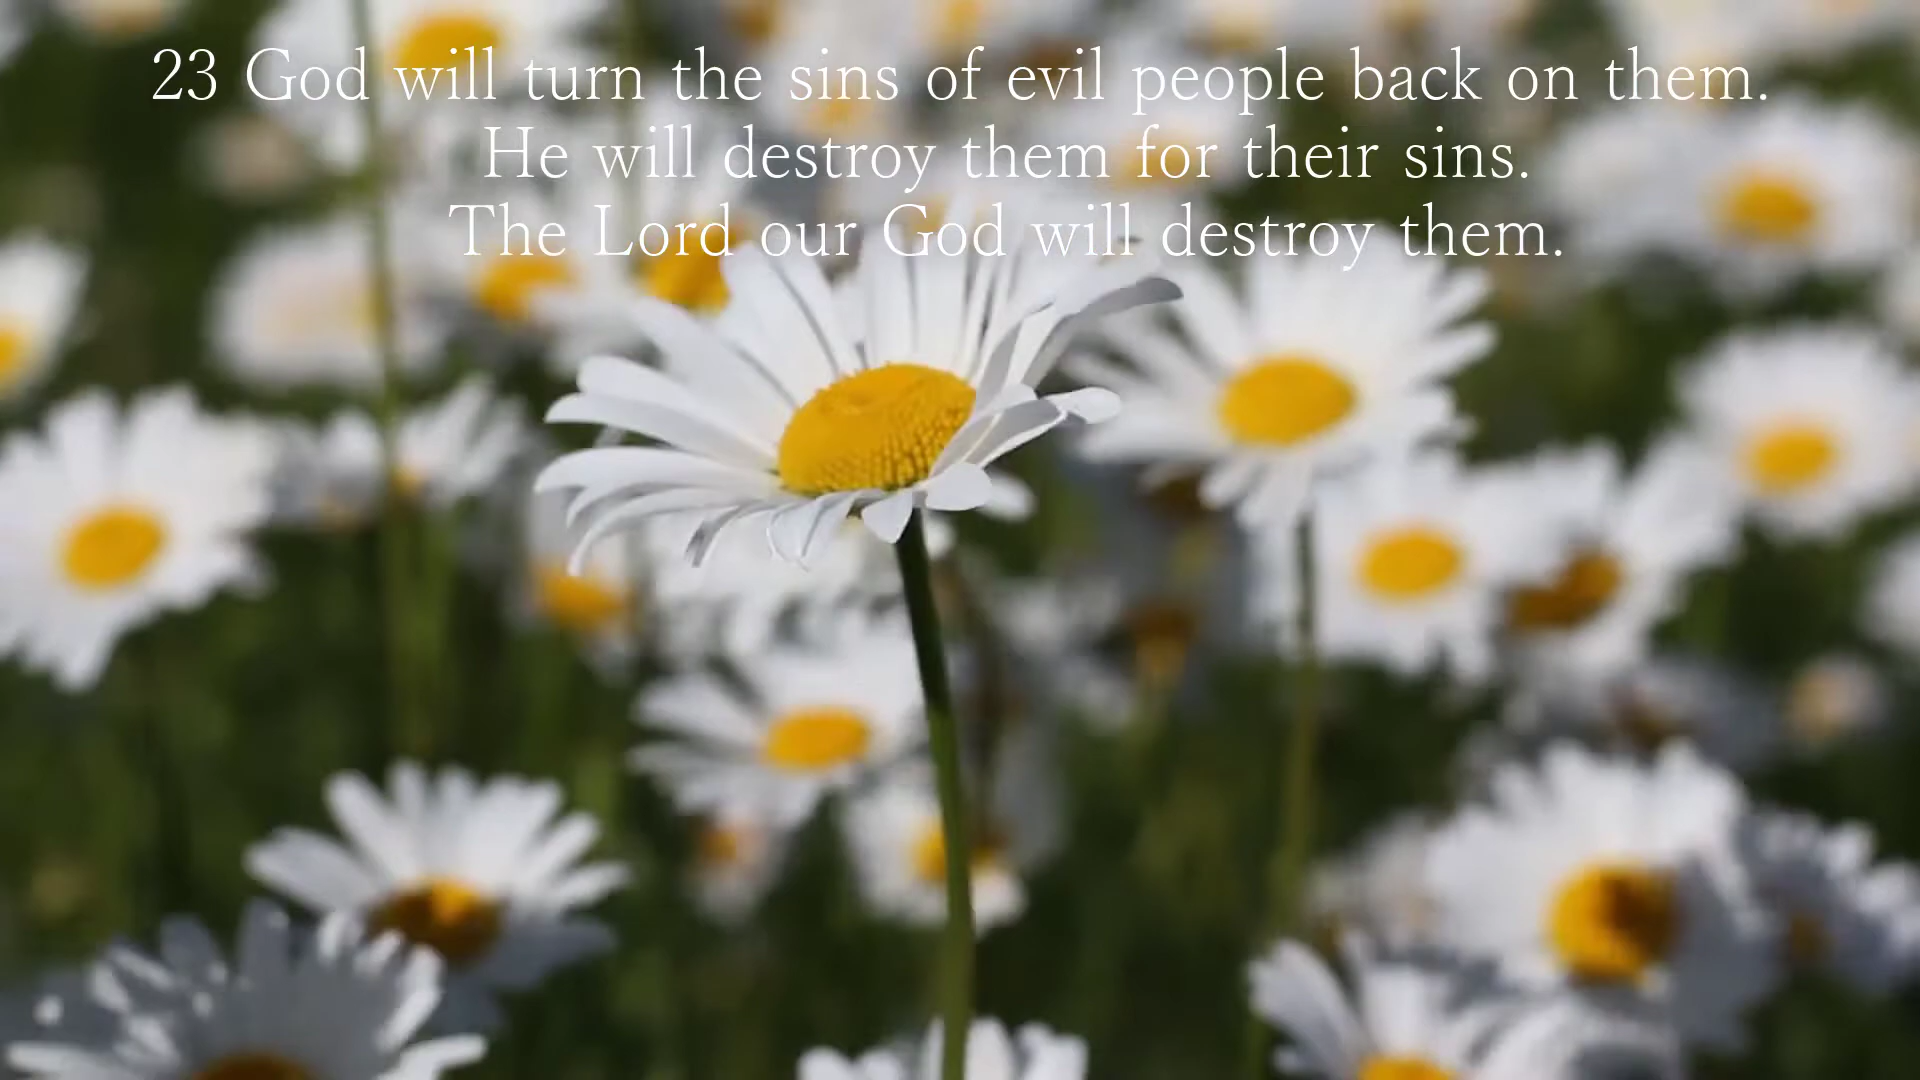 23 God will turn the sins of evil people back on them.
He will destroy them for their sins.
The Lord our God will destroy them.